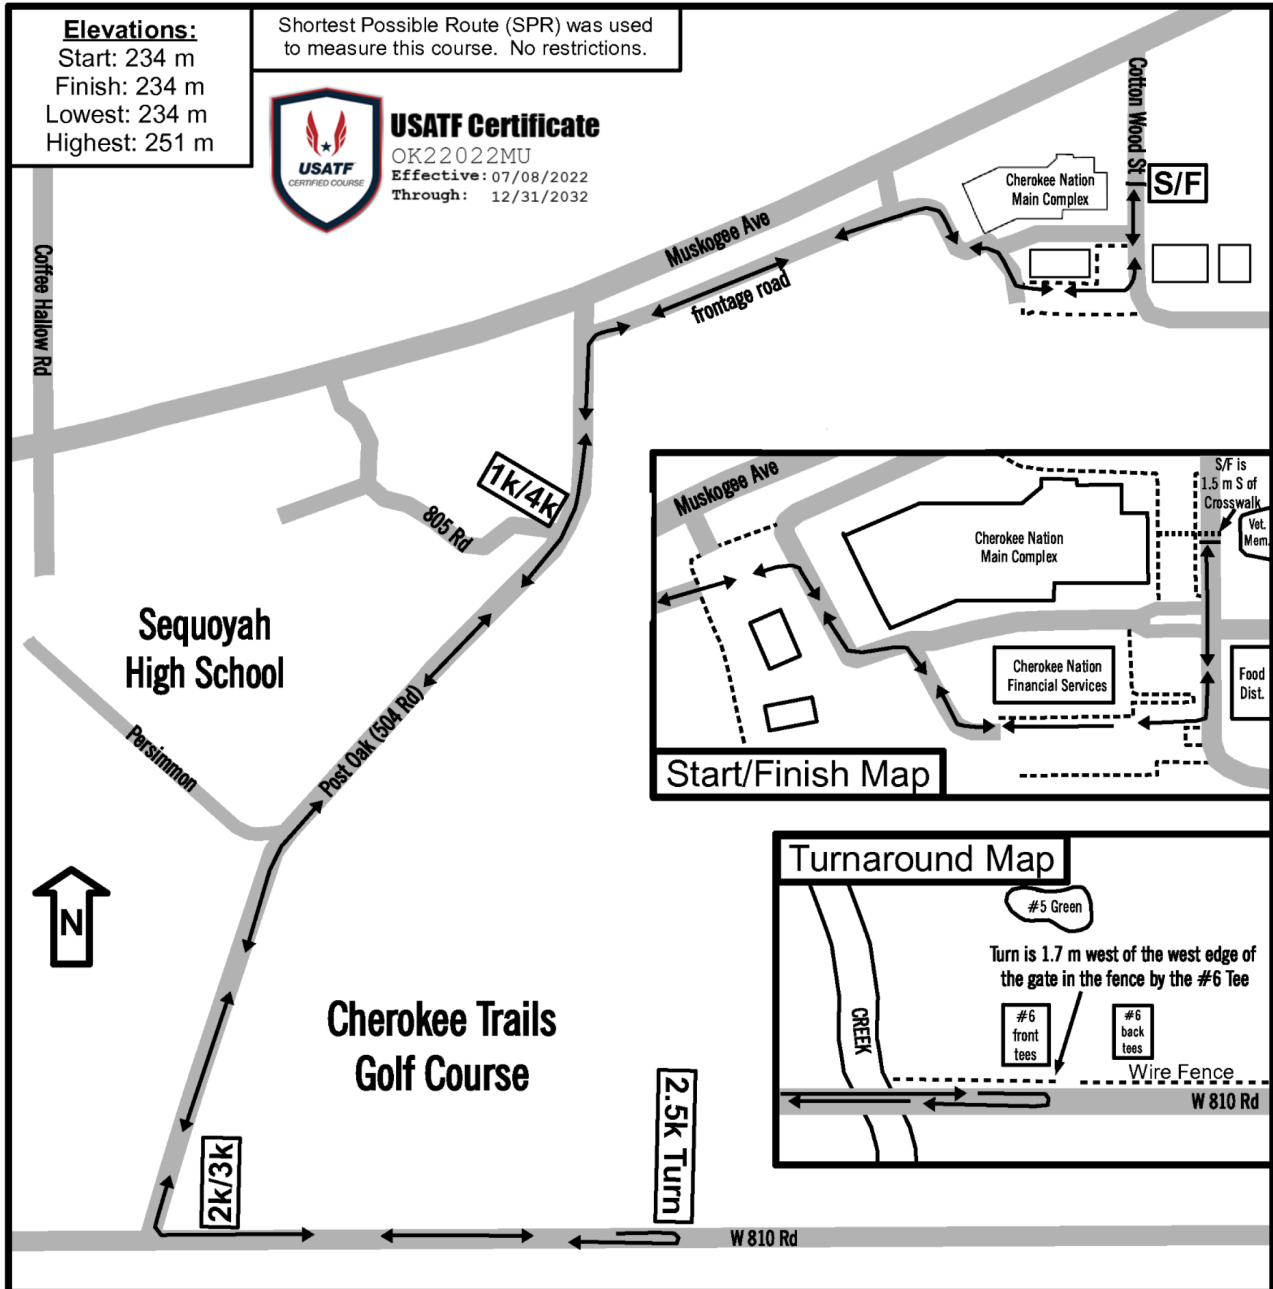 Elevations:
Start: 234 m
Finish: 234 m
Lowest: 234 m
Highest: 251 m
Shortest Possible Route (SPR) was used
to measure this course. No restrictions.
USATF
CERTIFIED COURSE
USATF Certificate
OK22022MU
Effective: 07/08/2022
Through: 12/31/2032
Cotton Wood St
S/F
Cherokee Nation
Main Complex
Muskogee Ave
frontage road
Coffee Hallow Rd
1k/4k
805 Rd
Sequoyah
High School
Persimmon
Post Oak (504 Rd)
N
Cherokee Trails
Golf Course
2k/3k
2.5k Turn
W 810 Rd
Muskogee Ave
S/F is
1.5 m S of
Crosswalk
Vet.
Mem.
Cherokee Nation
Main Complex
Cherokee Nation
Financial Services
Food
Dist.
Start/Finish Map
Turnaround Map
#5 Green
Turn is 1.7 m west of the west edge of
the gate in the fence by the #6 Tee
CREEK
#6
front
tees
#6
back
tees
Wire Fence
W 810 Rd